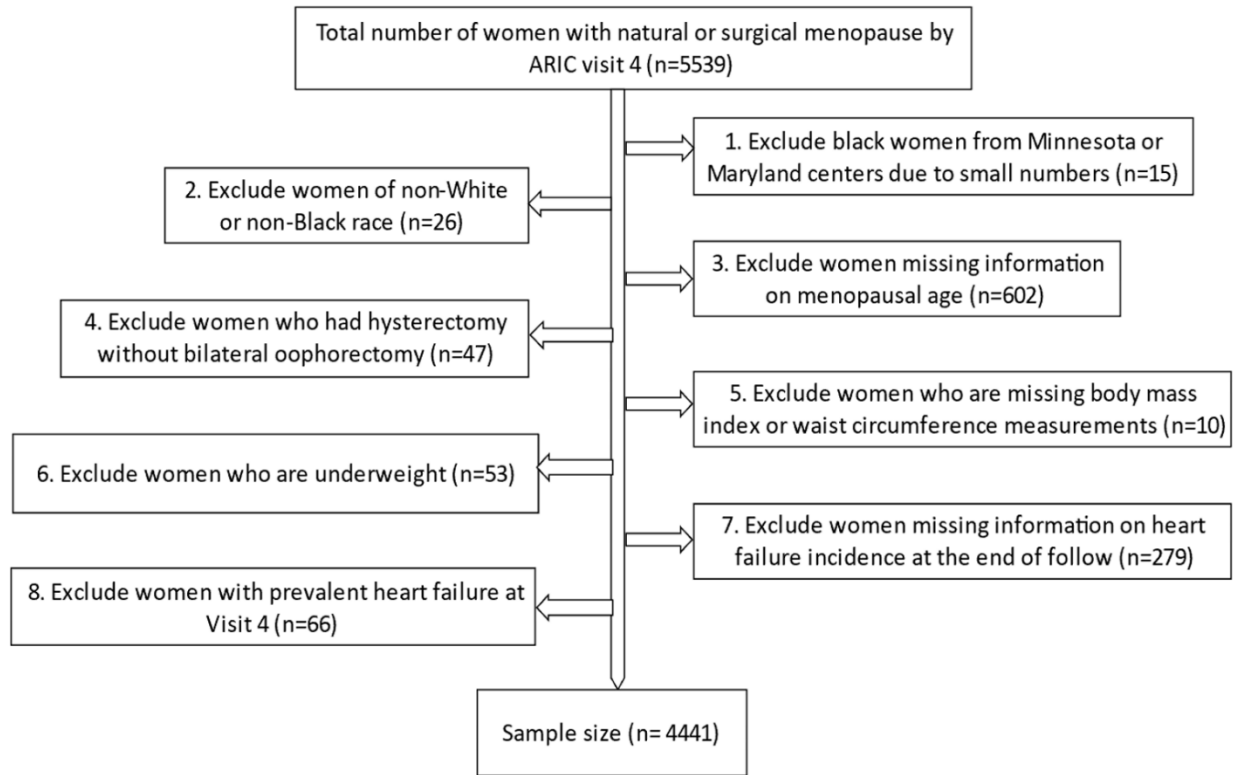 Total number of women with natural or surgical menopause by
ARIC visit 4 (n=5539)
1. Exclude black women from Minnesota or
Maryland centers due to small numbers (n=15)
2. Exclude women of non-White
or non-Black race (n=26)
3. Exclude women missing information
on menopausal age (n=602)
4. Exclude women who had hysterectomy
without bilateral oophorectomy (n=47)
5. Exclude women who are missing body mass
index or waist circumference measurements (n=10)
6. Exclude women who are underweight (n=53)
7. Exclude women missing information on heart
failure incidence at the end of follow (n=279)
8. Exclude women with prevalent heart failure at
Visit 4 (n=66)
Sample size (n= 4441)